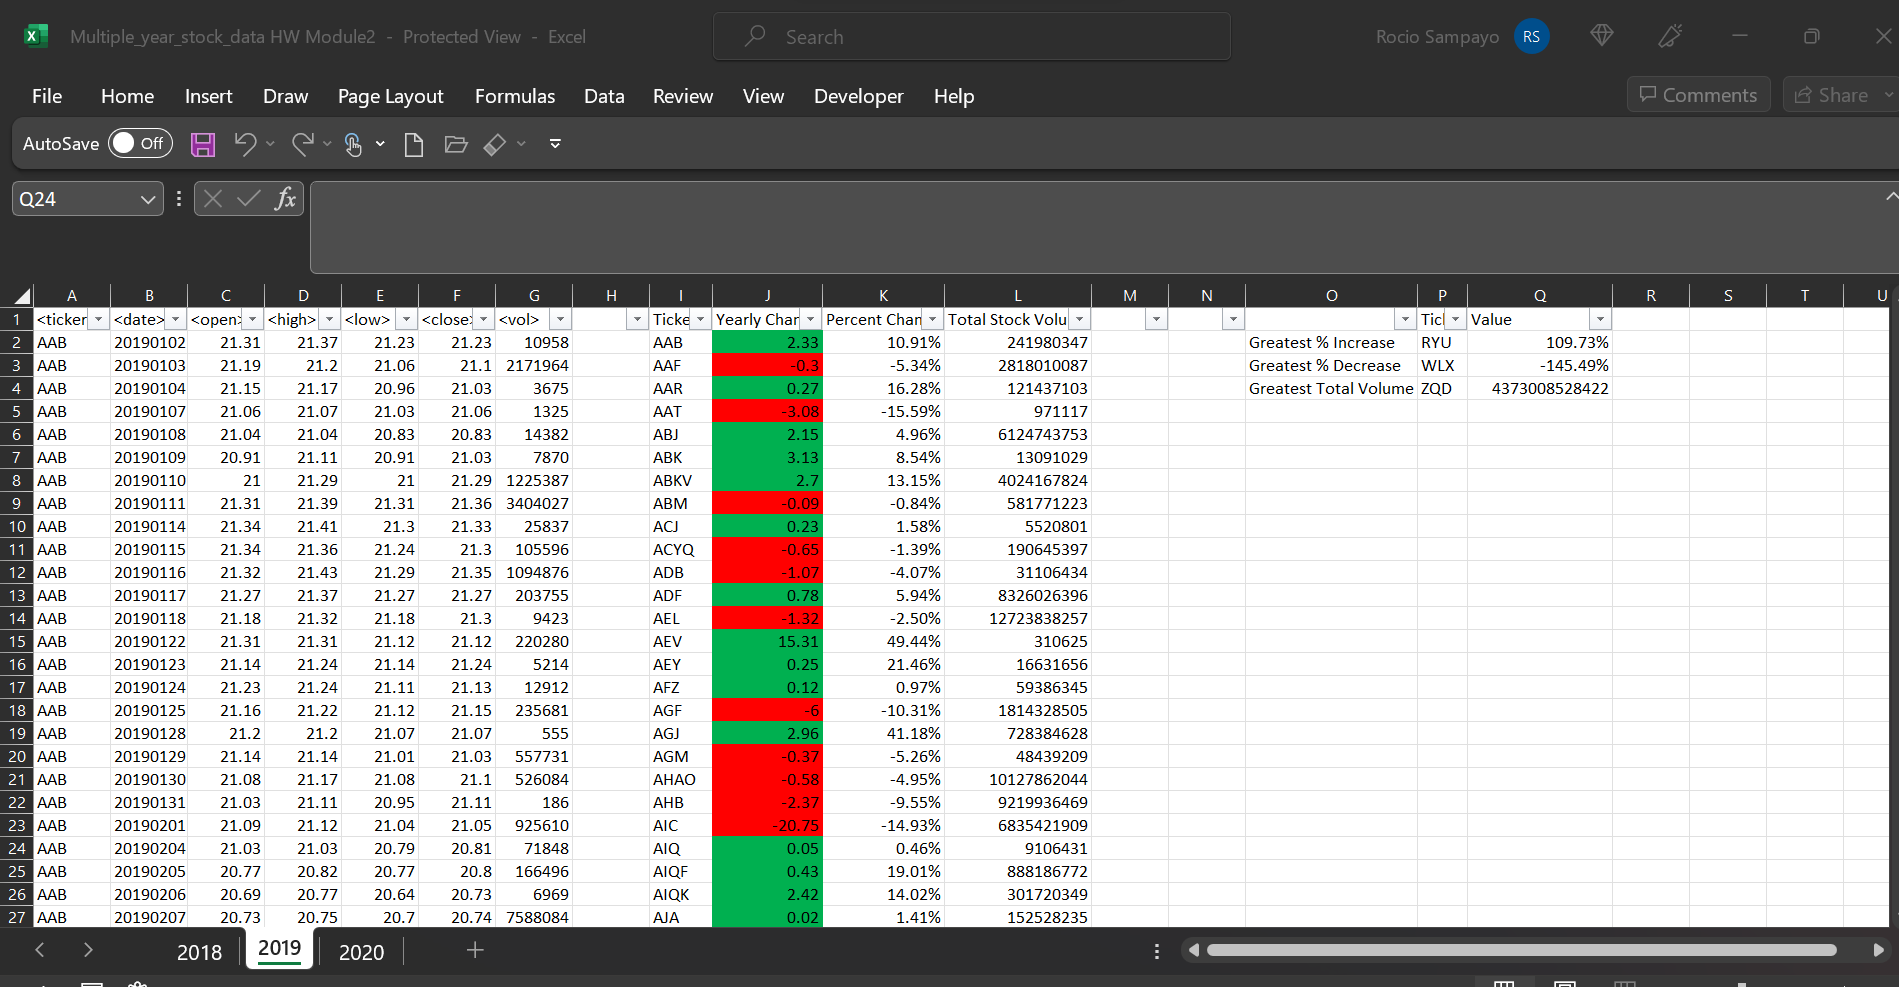 Multiple_year_stock_data HW Module2 - Protected View - Excel
Search
Rocio Sampayo RS
File Home Insert Draw Page Layout Formulas Data Review View Developer Help
Comments Share
AutoSave Off
Q24 fx
A B C D E F G H I J K L M N O P Q R S T U
1 <ticker <date> <open> <high> <low> <close> <vol> Ticke Yearly Chan Percent Chan Total Stock Volu Tick Value
2 AAB 20190102 21.31 21.37 21.23 21.23 10958 AAB 2.33 10.91% 241980347 Greatest % Increase RYU 109.73%
3 AAB 20190103 21.19 21.2 21.06 21.1 2171964 AAF -0.3 -5.34% 2818010087 Greatest % Decrease WLX -145.49%
4 AAB 20190104 21.15 21.17 20.96 21.03 3675 AAR 0.27 16.28% 121437103 Greatest Total Volume ZQD 4373008528422
5 AAB 20190107 21.06 21.07 21.03 21.06 1325 AAT -3.08 -15.59% 971117
6 AAB 20190108 21.04 21.04 20.83 20.83 14382 ABJ 2.15 4.96% 6124743753
7 AAB 20190109 20.91 21.11 20.91 21.03 7870 ABK 3.13 8.54% 13091029
8 AAB 20190110 21 21.29 21 21.29 1225387 ABKV 2.7 13.15% 4024167824
9 AAB 20190111 21.31 21.39 21.31 21.36 3404027 ABM -0.09 -0.84% 581771223
10 AAB 20190114 21.34 21.41 21.3 21.33 25837 ACJ 0.23 1.58% 5520801
11 AAB 20190115 21.34 21.36 21.24 21.3 105596 ACYQ -0.65 -1.39% 190645397
12 AAB 20190116 21.32 21.43 21.29 21.35 1094876 ADB -1.07 -4.07% 31106434
13 AAB 20190117 21.27 21.37 21.27 21.27 203755 ADF 0.78 5.94% 8326026396
14 AAB 20190118 21.18 21.32 21.18 21.3 9423 AEL -1.32 -2.50% 12723838257
15 AAB 20190122 21.31 21.31 21.12 21.12 220280 AEV 15.31 49.44% 310625
16 AAB 20190123 21.14 21.24 21.14 21.24 5214 AEY 0.25 21.46% 16631656
17 AAB 20190124 21.23 21.24 21.11 21.13 12912 AFZ 0.12 0.97% 59386345
18 AAB 20190125 21.16 21.22 21.12 21.15 235681 AGF -6 -10.31% 1814328505
19 AAB 20190128 21.2 21.2 21.07 21.07 555 AGJ 2.96 41.18% 728384628
20 AAB 20190129 21.14 21.14 21.01 21.03 557731 AGM -0.37 -5.26% 48439209
21 AAB 20190130 21.08 21.17 21.08 21.1 526084 AHAO -0.58 -4.95% 10127862044
22 AAB 20190131 21.03 21.11 20.95 21.11 186 AHB -2.37 -9.55% 9219936469
23 AAB 20190201 21.09 21.12 21.04 21.05 925610 AIC -20.75 -14.93% 6835421909
24 AAB 20190204 21.03 21.03 20.79 20.81 71848 AIQ 0.05 0.46% 9106431
25 AAB 20190205 20.77 20.82 20.77 20.8 166496 AIQF 0.43 19.01% 888186772
26 AAB 20190206 20.69 20.77 20.64 20.73 6969 AIQK 2.42 14.02% 301720349
27 AAB 20190207 20.73 20.75 20.7 20.74 7588084 AJA 0.02 1.41% 152528235
2018 2019 2020